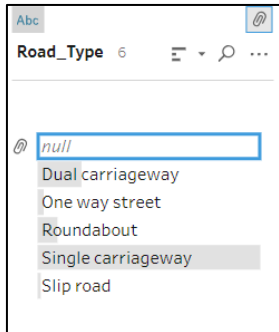 Abc
Road_Type 6
null
Dual carriageway
One way street
Roundabout
Single carriageway
Slip road